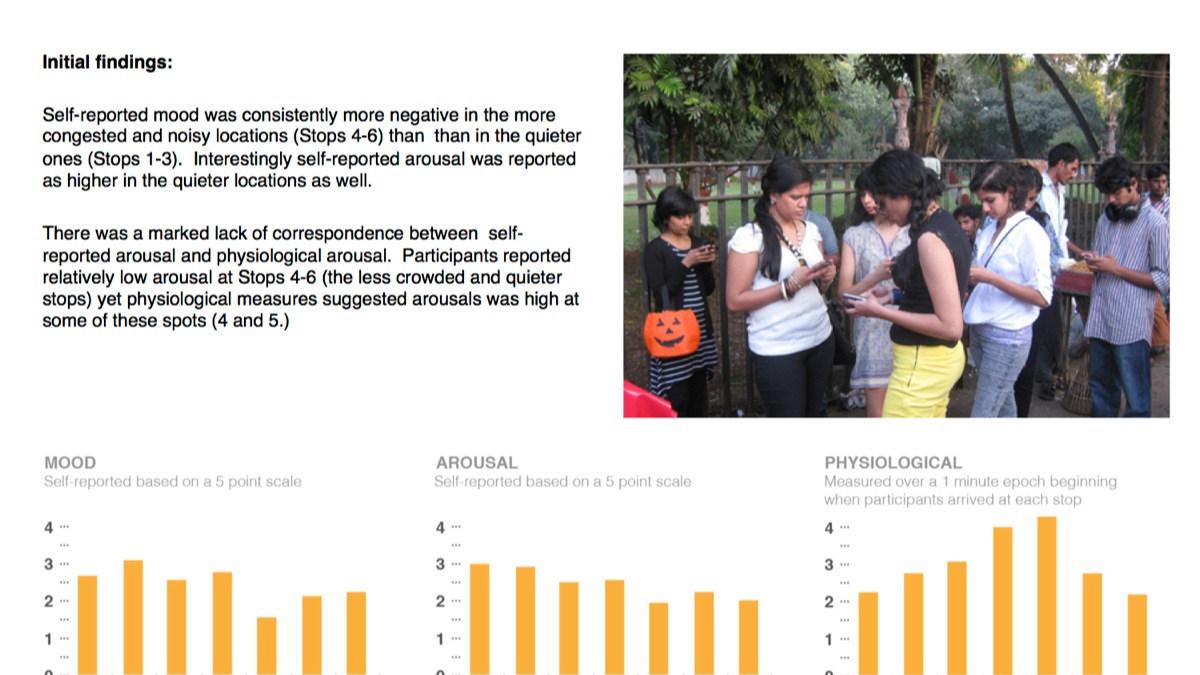 Initial findings:
Self-reported mood was consistently more negative in the more
congested and noisy locations (Stops 4-6) than  than in the quieter
ones (Stops 1-3).  Interestingly self-reported arousal was reported
as higher in the quieter locations as well.
There was a marked lack of correspondence between  self-
reported arousal and physiological arousal.  Participants reported
relatively low arousal at Stops 4-6 (the less crowded and quieter
stops) yet physiological measures suggested arousals was high at
some of these spots (4 and 5.)
MOOD
Self-reported based on a 5 point scale
4
3
2
1
0
AROUSAL
Self-reported based on a 5 point scale
4
3
2
1
0
PHYSIOLOGICAL
Measured over a 1 minute epoch beginning
when participants arrived at each stop
4
3
2
1
0